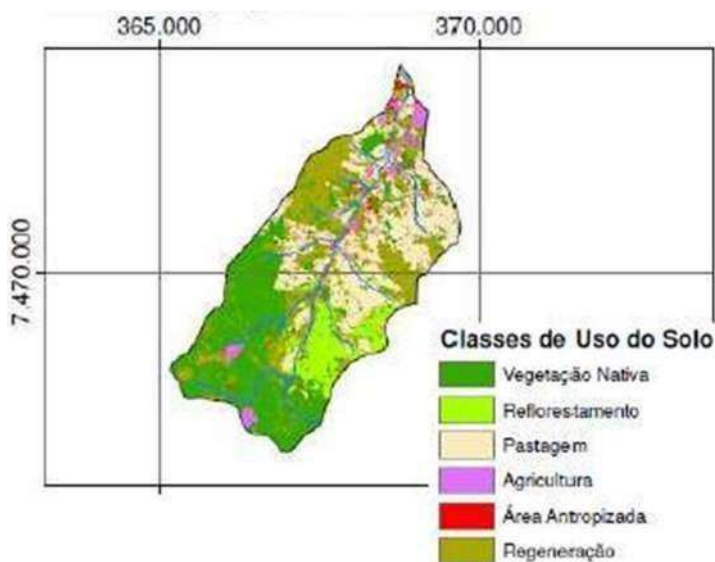 365.000 370.000
7.470.000
Classes de Uso do Solo
Vegetação Nativa
Reflorestamento
Pastagem
Agricultura
Área Antropizada
Regeneração